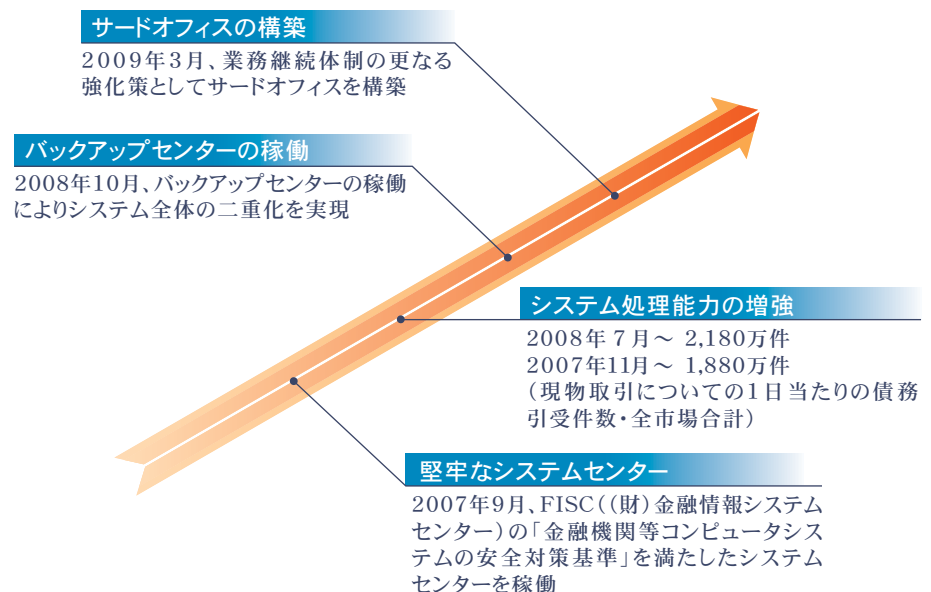 サードオフィスの構築
2009年3月、業務継続体制の更なる
強化策としてサードオフィスを構築
バックアップセンターの稼働
2008年10月、バックアップセンターの稼働
によりシステム全体の二重化を実現
システム処理能力の増強
2008年 7月～ 2,180万件
2007年11月～ 1,880万件
（現物取引についての1日当たりの債務
引受件数・全市場合計）
堅牢なシステムセンター
2007年9月、FISC（（財）金融情報システム
センター）の「金融機関等コンピュータシス
テムの安全対策基準」を満たしたシステム
センターを稼働